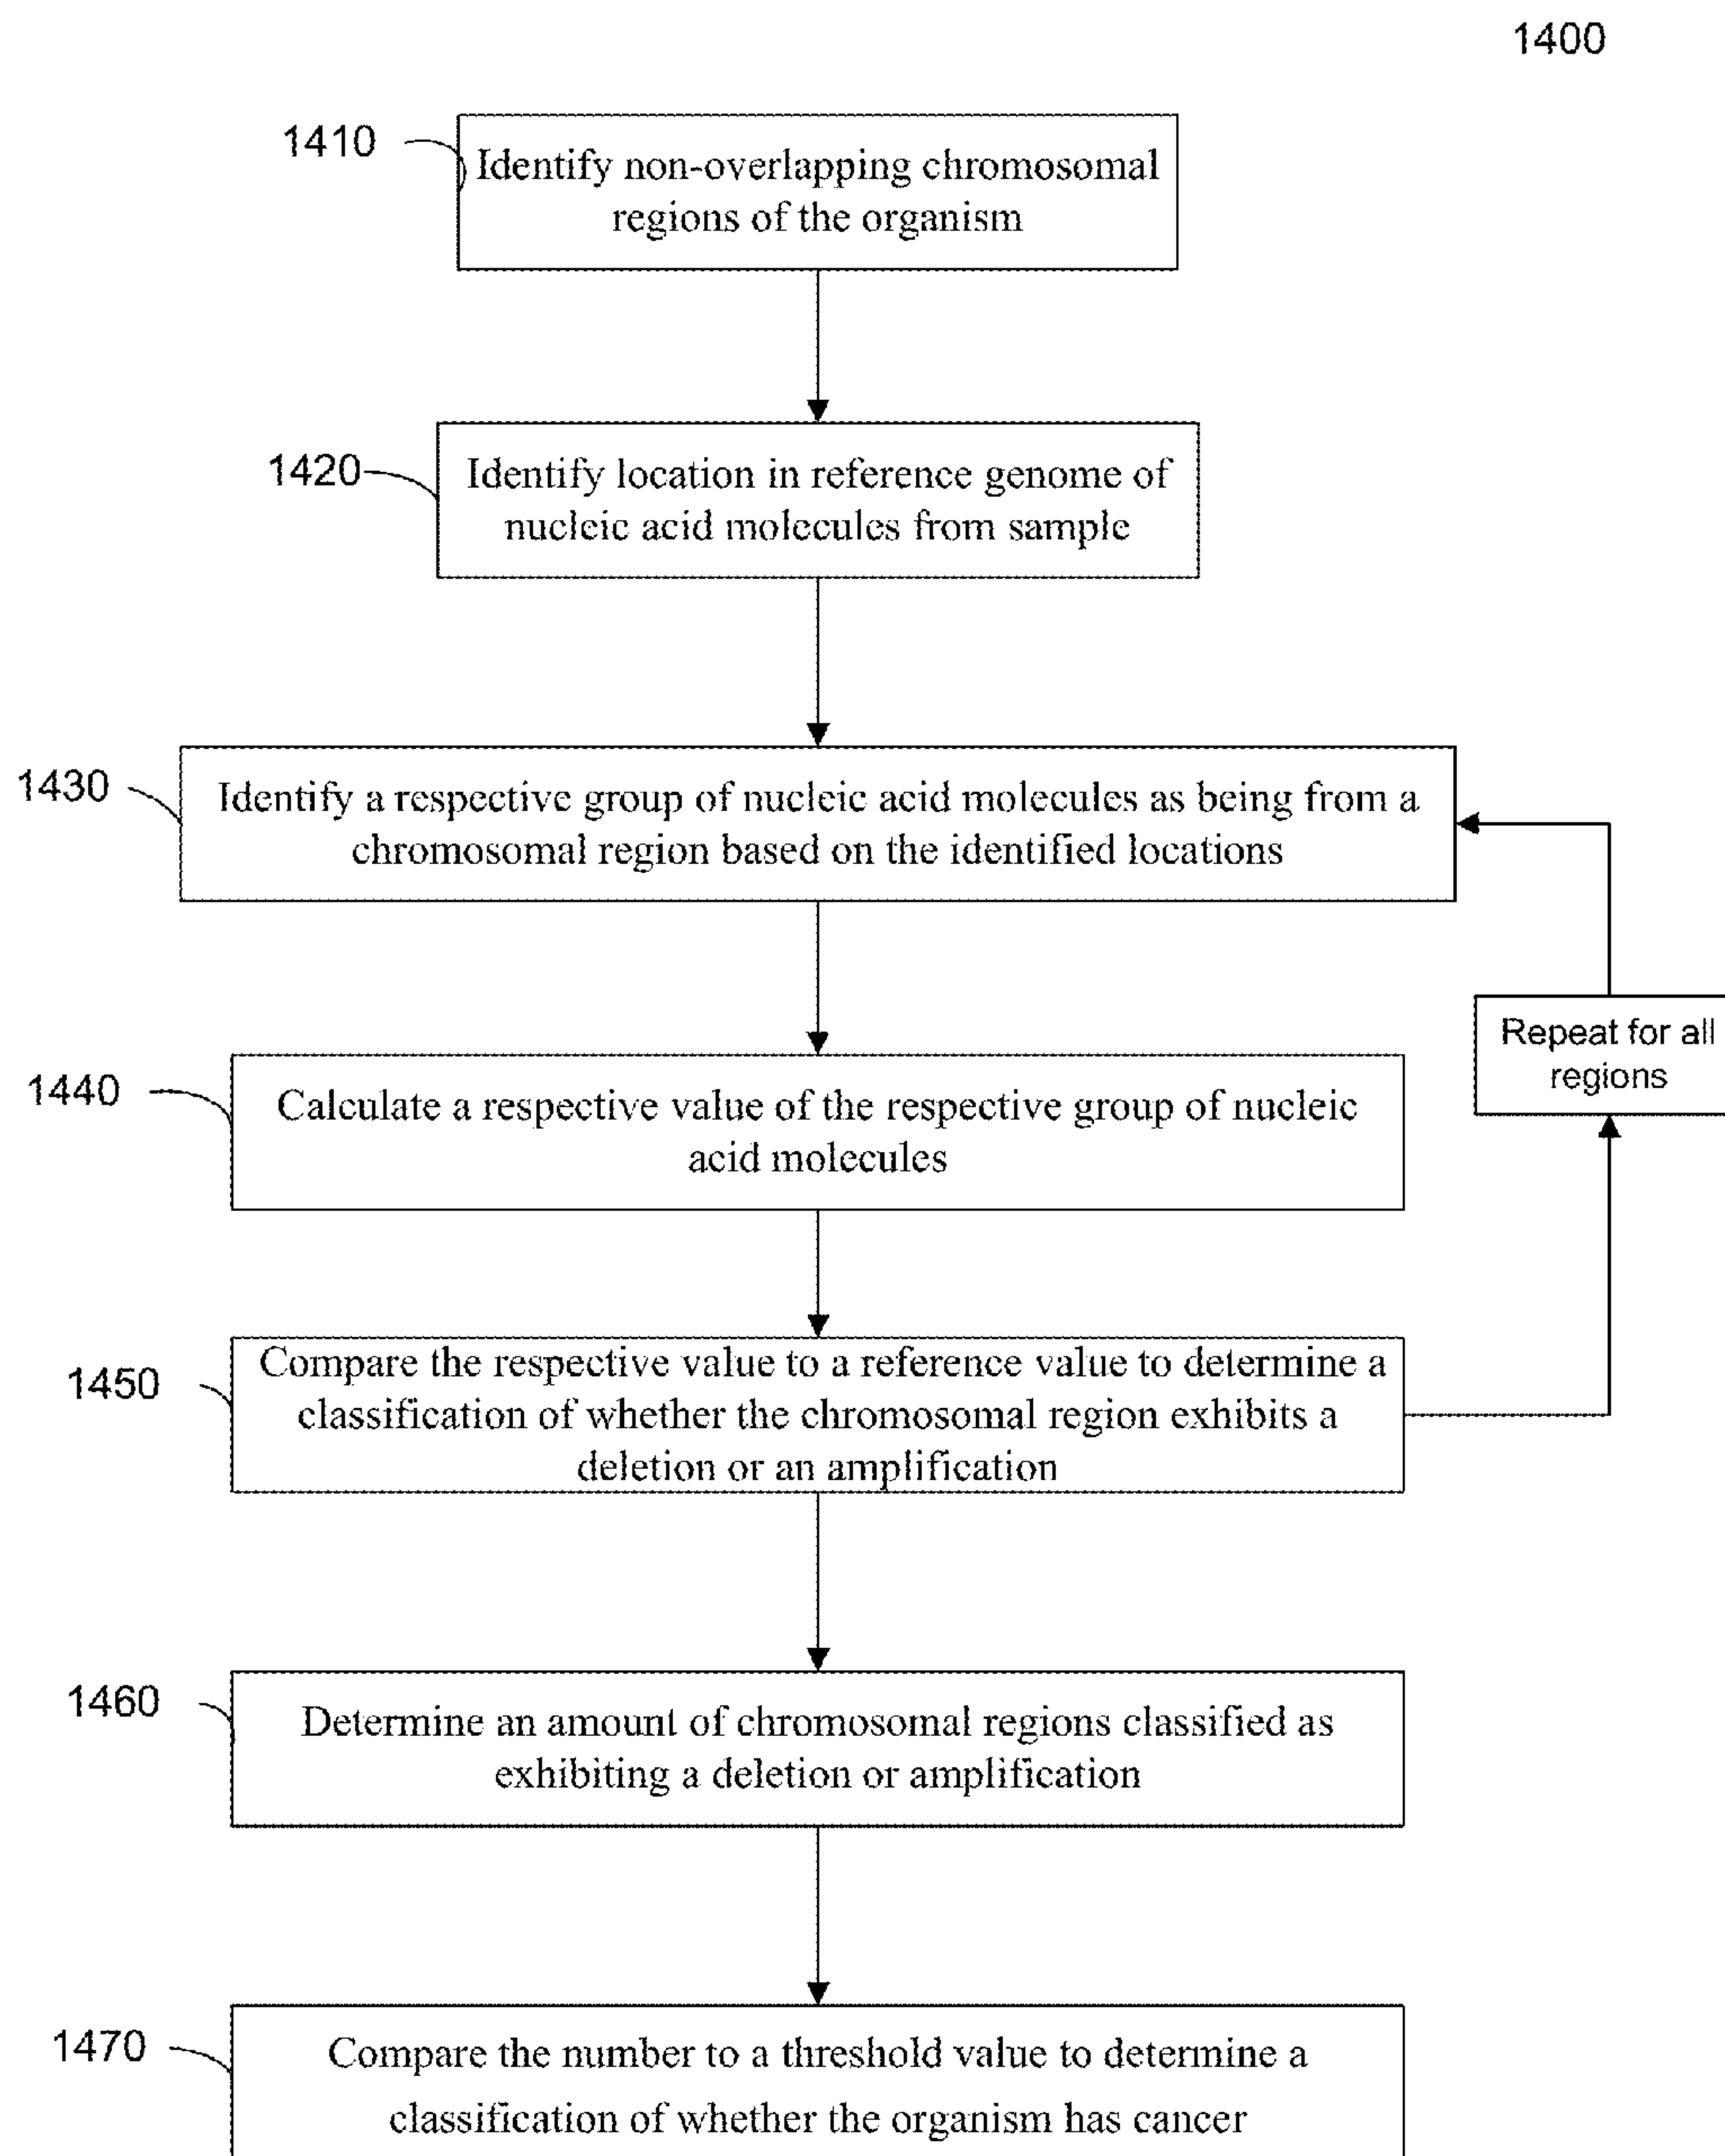 1400
1410
Identify non-overlapping chromosomal
regions of the organism
1420
Identify location in reference genome of
nucleic acid molecules from sample
1430
Identify a respective group of nucleic acid molecules as being from a
chromosomal region based on the identified locations
Repeat for all
regions
1440
Calculate a respective value of the respective group of nucleic
acid molecules
1450
Compare the respective value to a reference value to determine a
classification of whether the chromosomal region exhibits a
deletion or an amplification
1460
Determine an amount of chromosomal regions classified as
exhibiting a deletion or amplification
1470
Compare the number to a threshold value to determine a
classification of whether the organism has cancer